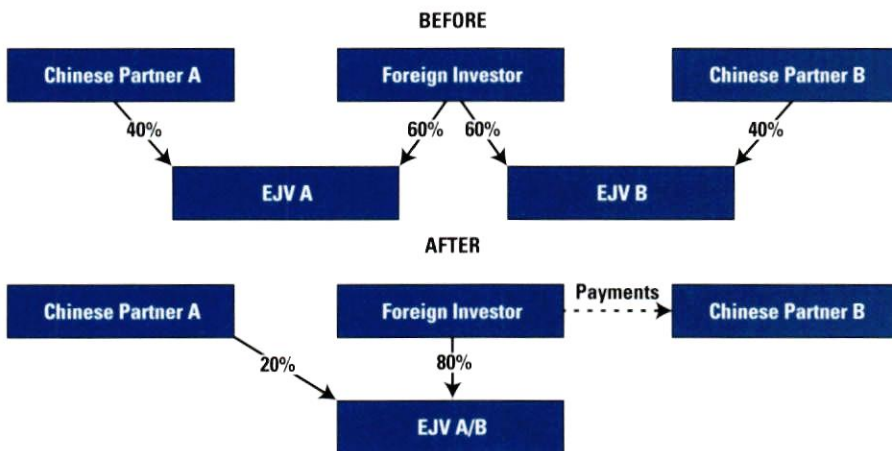 BEFORE
Chinese Partner A
Foreign Investor
Chinese Partner B
40%
60%
60%
40%
EJV A
EJV B
AFTER
Payments
Chinese Partner A
Foreign Investor
Chinese Partner B
20%
80%
EJV A/B